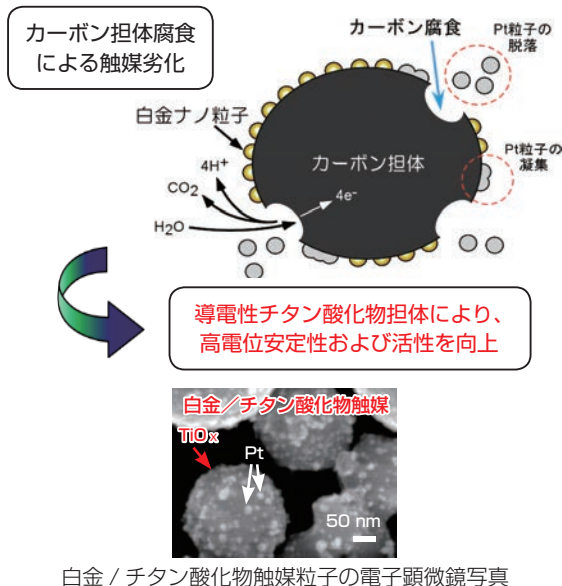 カーボン担体腐食
による触媒劣化
カーボン腐食
Pt粒子の
脱落
白金ナノ粒子
カーボン担体
Pt粒子の
凝集
4H⁺
CO₂
4e⁻
H₂O
導電性チタン酸化物担体により、
高電位安定性および活性を向上
白金／チタン酸化物触媒
TiOx
Pt
50 nm
白金 / チタン酸化物触媒粒子の電子顕微鏡写真